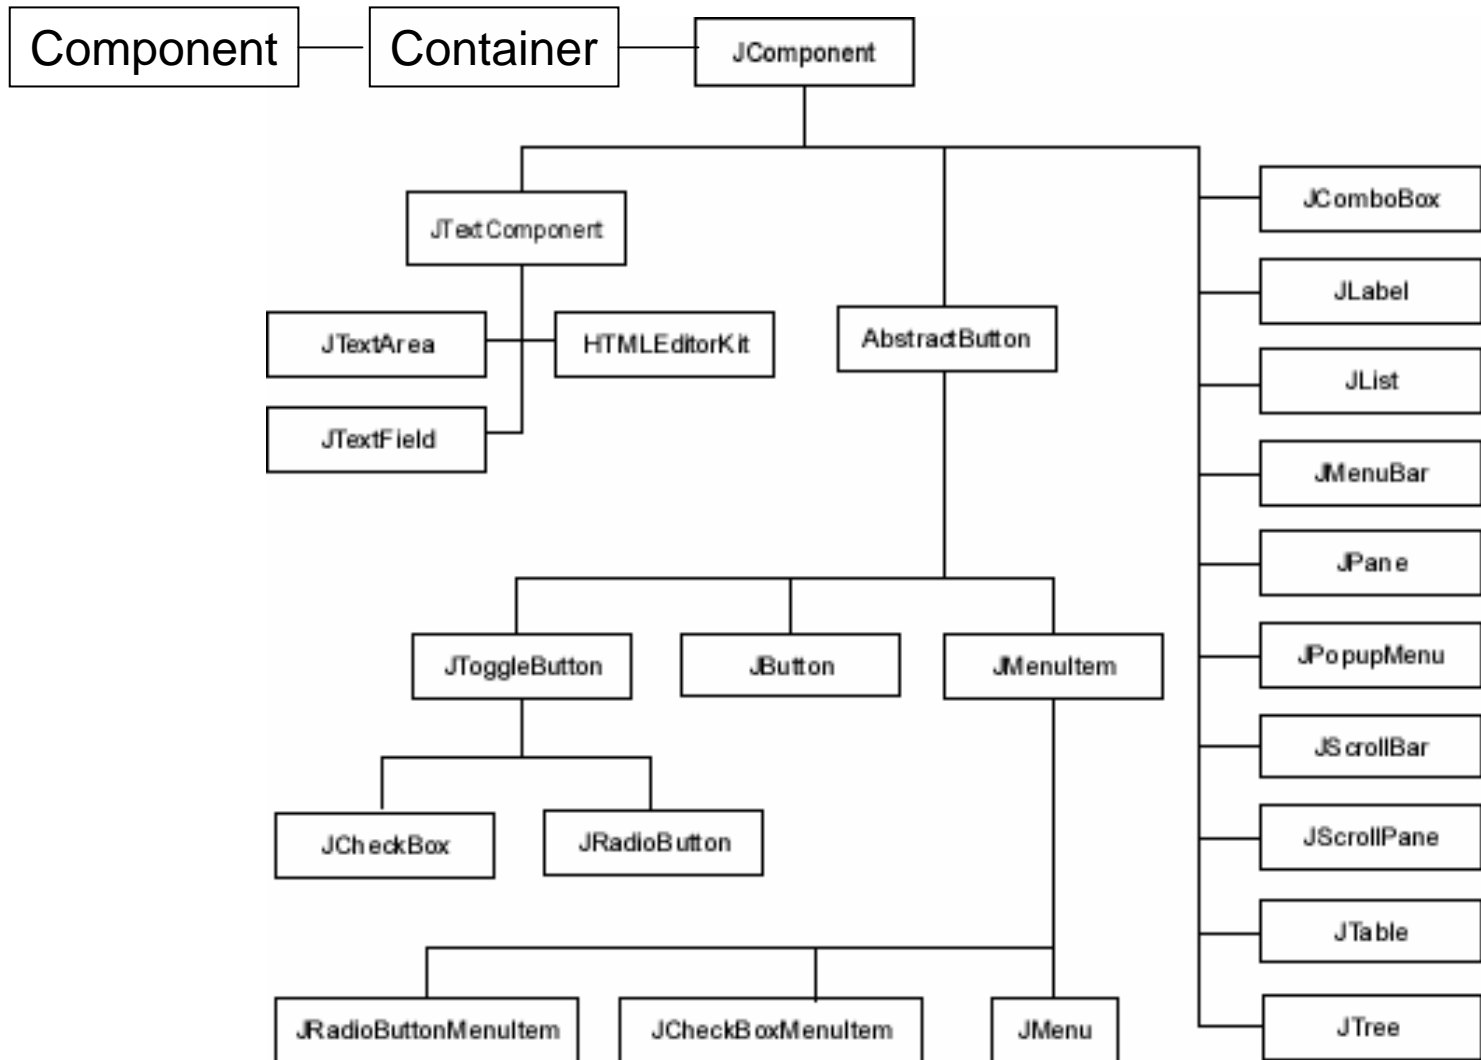 Component
Container
JComponent
JTextComponent
JComboBox
JLabel
JTextArea
HTMLEditorKit
AbstractButton
JList
JTextField
JMenuBar
JPane
JToggleButton
JButton
JMenuItem
JPopupMenu
JScrollBar
JCheckBox
JRadioButton
JScrollPane
JTable
JRadioButtonMenuItem
JCheckBoxMenuItem
JMenu
JTree